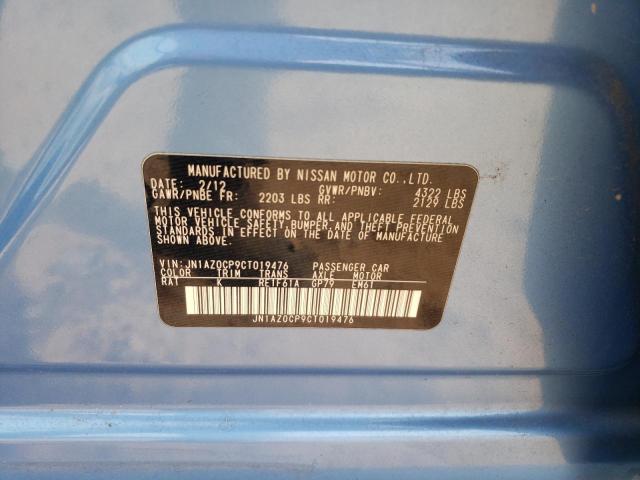 MANUFACTURED BY NISSAN MOTOR CO.,LTD.
DATE: 2/12 GVWR/PNBV: 4322 LBS
GAWR/PNBE FR: 2203 LBS RR: 2129 LBS
THIS VEHICLE CONFORMS TO ALL APPLICABLE FEDERAL
MOTOR VEHICLE SAFETY,BUMPER,AND THEFT PREVENTION
STANDARDS IN EFFECT ON THE DATE OF MANUFACTURE
SHOWN ABOVE.
VIN:JN1AZ0CP9CT019476 PASSENGER CAR
COLOR TRIM TRANS AXLE MOTOR
RAT K RE1F61A GP79 EM61
JN1AZ0CP9CT019476